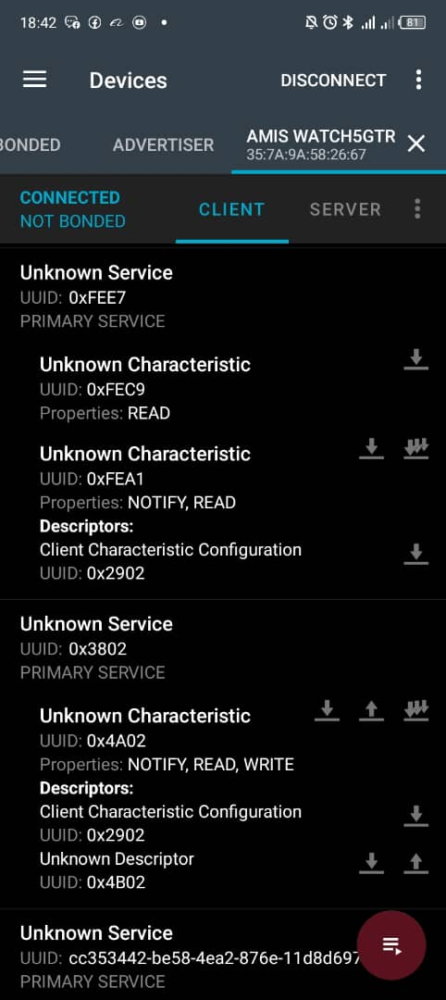 18:42 81
Devices DISCONNECT
BONDED ADVERTISER AMIS WATCH5GTR
35:7A:9A:58:26:67
CONNECTED
NOT BONDED CLIENT SERVER
Unknown Service
UUID: 0xFEE7
PRIMARY SERVICE
Unknown Characteristic
UUID: 0xFEC9
Properties: READ
Unknown Characteristic
UUID: 0xFEA1
Properties: NOTIFY, READ
Descriptors:
Client Characteristic Configuration
UUID: 0x2902
Unknown Service
UUID: 0x3802
PRIMARY SERVICE
Unknown Characteristic
UUID: 0x4A02
Properties: NOTIFY, READ, WRITE
Descriptors:
Client Characteristic Configuration
UUID: 0x2902
Unknown Descriptor
UUID: 0x4B02
Unknown Service
UUID: cc353442-be58-4ea2-876e-11d8d697
PRIMARY SERVICE